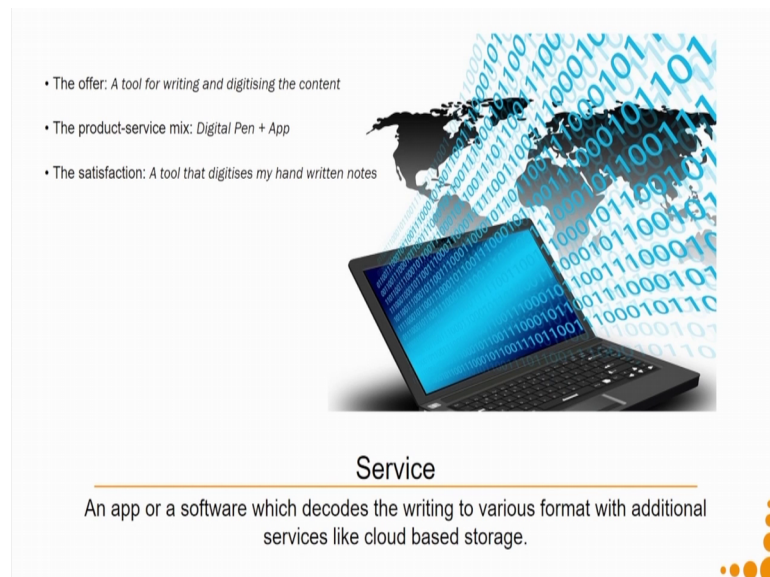 • The offer: A tool for writing and digitising the content
• The product-service mix: Digital Pen + App
• The satisfaction: A tool that digitises my hand written notes
Service
An app or a software which decodes the writing to various format with additional
services like cloud based storage.